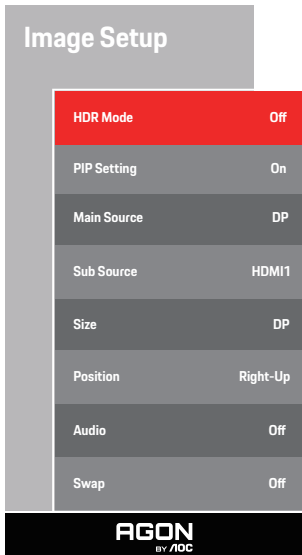 Image Setup
HDR Mode Off
PIP Setting On
Main Source DP
Sub Source HDMI1
Size DP
Position Right-Up
Audio Off
Swap Off
AGON
BY AOC